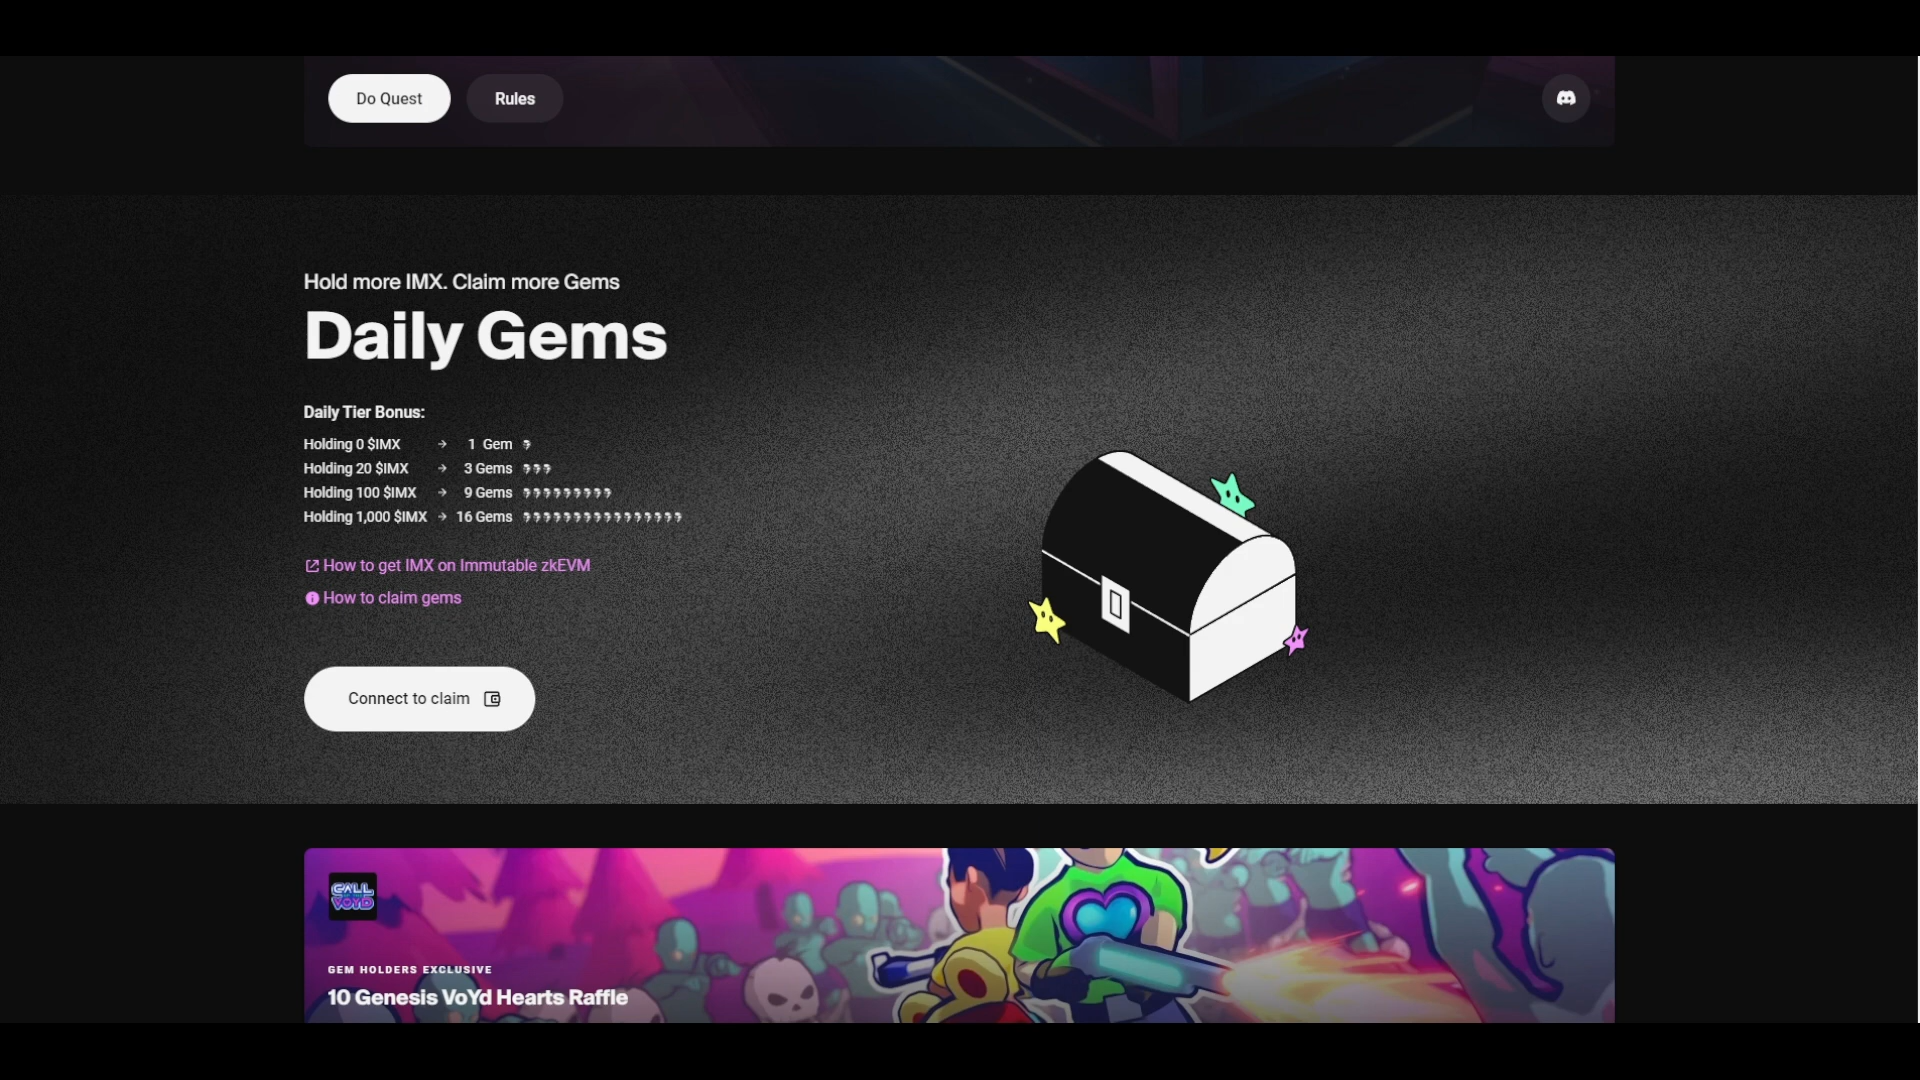 Do Quest
Rules
Hold more IMX. Claim more Gems
Daily Gems
Daily Tier Bonus:
Holding 0 $IMX → 1 Gem
Holding 20 $IMX → 3 Gems
Holding 100 $IMX → 9 Gems
Holding 1,000 $IMX → 16 Gems
How to get IMX on Immutable zkEVM
How to claim gems
Connect to claim
CALL
VOYD
GEM HOLDERS EXCLUSIVE
10 Genesis VoYd Hearts Raffle